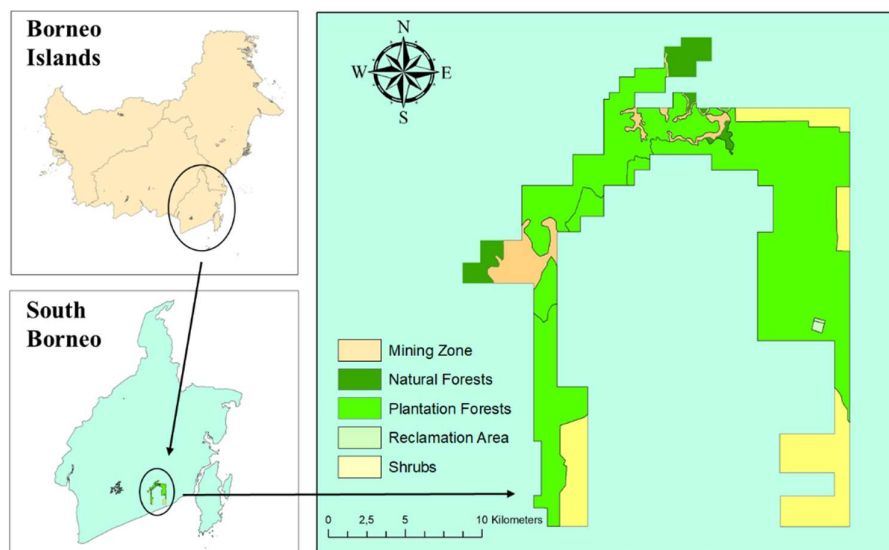 Borneo
Islands
South
Borneo
N
W E
S
Mining Zone
Natural Forests
Plantation Forests
Reclamation Area
Shrubs
0 2,5 5 10 Kilometers